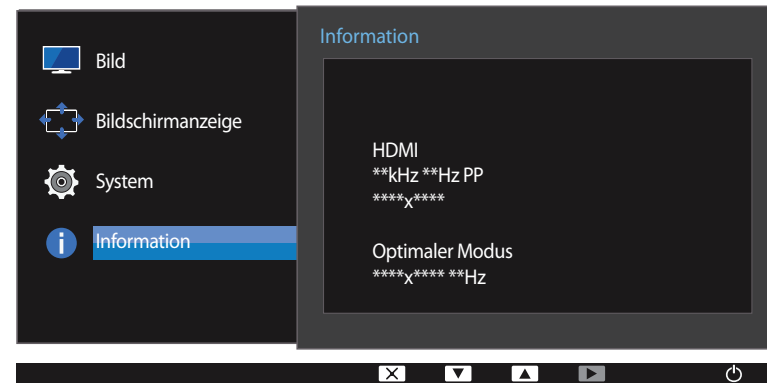 Bild
Bildschirmanzeige
System
Information
Information
HDMI
**kHz **Hz PP
****x****
Optimaler Modus
****x**** **Hz